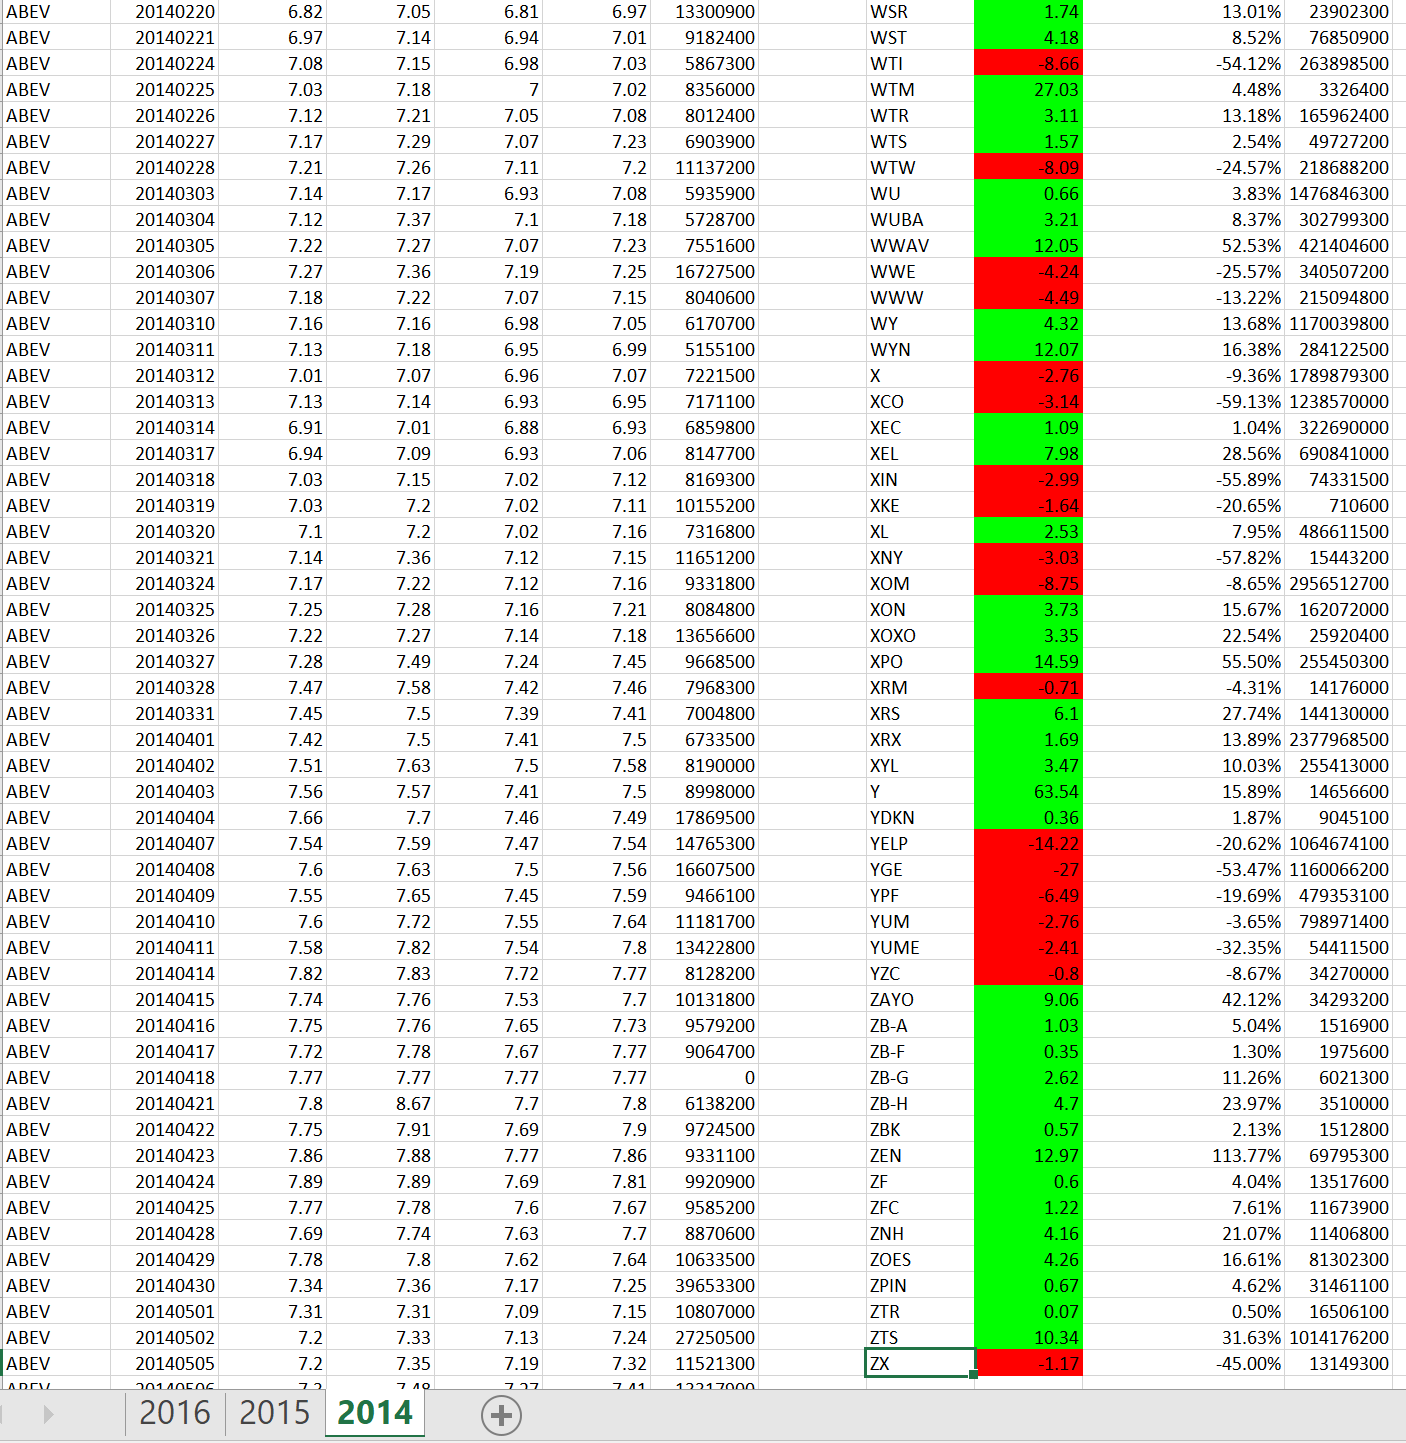 ABEV 20140220 6.82 7.05 6.81 6.97 13300900 WSR 1.74 13.01% 23902300
ABEV 20140221 6.97 7.14 6.94 7.01 9182400 WST 4.18 8.52% 76850900
ABEV 20140224 7.08 7.15 6.98 7.03 5867300 WTI -8.66 -54.12% 263898500
ABEV 20140225 7.03 7.18 7 7.02 8356000 WTM 27.03 4.48% 3326400
ABEV 20140226 7.12 7.21 7.05 7.08 8012400 WTR 3.11 13.18% 165962400
ABEV 20140227 7.17 7.29 7.07 7.23 6903900 WTS 1.57 2.54% 49727200
ABEV 20140228 7.21 7.26 7.11 7.2 11137200 WTW -8.09 -24.57% 218688200
ABEV 20140303 7.14 7.17 6.93 7.08 5935900 WU 0.66 3.83% 1476846300
ABEV 20140304 7.12 7.37 7.1 7.18 5728700 WUBA 3.21 8.37% 302799300
ABEV 20140305 7.22 7.27 7.07 7.23 7551600 WWAV 12.05 52.53% 421404600
ABEV 20140306 7.27 7.36 7.19 7.25 16727500 WWE -4.24 -25.57% 340507200
ABEV 20140307 7.18 7.22 7.07 7.15 8040600 WWW -4.49 -13.22% 215094800
ABEV 20140310 7.16 7.16 6.98 7.05 6170700 WY 4.32 13.68% 1170039800
ABEV 20140311 7.13 7.18 6.95 6.99 5155100 WYN 12.07 16.38% 284122500
ABEV 20140312 7.01 7.07 6.96 7.07 7221500 X -2.76 -9.36% 1789879300
ABEV 20140313 7.13 7.14 6.93 6.95 7171100 XCO -3.14 -59.13% 1238570000
ABEV 20140314 6.91 7.01 6.88 6.93 6859800 XEC 1.09 1.04% 322690000
ABEV 20140317 6.94 7.09 6.93 7.06 8147700 XEL 7.98 28.56% 690841000
ABEV 20140318 7.03 7.15 7.02 7.12 8169300 XIN -2.99 -55.89% 74331500
ABEV 20140319 7.03 7.2 7.02 7.11 10155200 XKE -1.64 -20.65% 710600
ABEV 20140320 7.1 7.2 7.02 7.16 7316800 XL 2.53 7.95% 486611500
ABEV 20140321 7.14 7.36 7.12 7.15 11651200 XNY -3.03 -57.82% 15443200
ABEV 20140324 7.17 7.22 7.12 7.16 9331800 XOM -8.75 -8.65% 2956512700
ABEV 20140325 7.25 7.28 7.16 7.21 8084800 XON 3.73 15.67% 162072000
ABEV 20140326 7.22 7.27 7.14 7.18 13656600 XOXO 3.35 22.54% 25920400
ABEV 20140327 7.28 7.49 7.24 7.45 9668500 XPO 14.59 55.50% 255450300
ABEV 20140328 7.47 7.58 7.42 7.46 7968300 XRM -0.71 -4.31% 14176000
ABEV 20140331 7.45 7.5 7.39 7.41 7004800 XRS 6.1 27.74% 144130000
ABEV 20140401 7.42 7.5 7.41 7.5 6733500 XRX 1.69 13.89% 2377968500
ABEV 20140402 7.51 7.63 7.5 7.58 8190000 XYL 3.47 10.03% 255413000
ABEV 20140403 7.56 7.57 7.41 7.5 8998000 Y 63.54 15.89% 14656600
ABEV 20140404 7.66 7.7 7.46 7.49 17869500 YDKN 0.36 1.87% 9045100
ABEV 20140407 7.54 7.59 7.47 7.54 14765300 YELP -14.22 -20.62% 1064674100
ABEV 20140408 7.6 7.63 7.5 7.56 16607500 YGE -27 -53.47% 1160066200
ABEV 20140409 7.55 7.65 7.45 7.59 9466100 YPF -6.49 -19.69% 479353100
ABEV 20140410 7.6 7.72 7.55 7.64 11181700 YUM -2.76 -3.65% 798971400
ABEV 20140411 7.58 7.82 7.54 7.8 13422800 YUME -2.41 -32.35% 54411500
ABEV 20140414 7.82 7.83 7.72 7.77 8128200 YZC -0.8 -8.67% 34270000
ABEV 20140415 7.74 7.76 7.53 7.7 10131800 ZAYO 9.06 42.12% 34293200
ABEV 20140416 7.75 7.76 7.65 7.73 9579200 ZB-A 1.03 5.04% 1516900
ABEV 20140417 7.72 7.78 7.67 7.77 9064700 ZB-F 0.35 1.30% 1975600
ABEV 20140418 7.77 7.77 7.77 7.77 0 ZB-G 2.62 11.26% 6021300
ABEV 20140421 7.8 8.67 7.7 7.8 6138200 ZB-H 4.7 23.97% 3510000
ABEV 20140422 7.75 7.91 7.69 7.9 9724500 ZBK 0.57 2.13% 1512800
ABEV 20140423 7.86 7.88 7.77 7.86 9331100 ZEN 12.97 113.77% 69795300
ABEV 20140424 7.89 7.89 7.69 7.81 9920900 ZF 0.6 4.04% 13517600
ABEV 20140425 7.77 7.78 7.6 7.67 9585200 ZFC 1.22 7.61% 11673900
ABEV 20140428 7.69 7.74 7.63 7.7 8870600 ZNH 4.16 21.07% 11406800
ABEV 20140429 7.78 7.8 7.62 7.64 10633500 ZOES 4.26 16.61% 81302300
ABEV 20140430 7.34 7.36 7.17 7.25 39653300 ZPIN 0.67 4.62% 31461100
ABEV 20140501 7.31 7.31 7.09 7.15 10807000 ZTR 0.07 0.50% 16506100
ABEV 20140502 7.2 7.33 7.13 7.24 27250500 ZTS 10.34 31.63% 1014176200
ABEV 20140505 7.2 7.35 7.19 7.32 11521300 ZX -1.17 -45.00% 13149300
2016 2015 2014